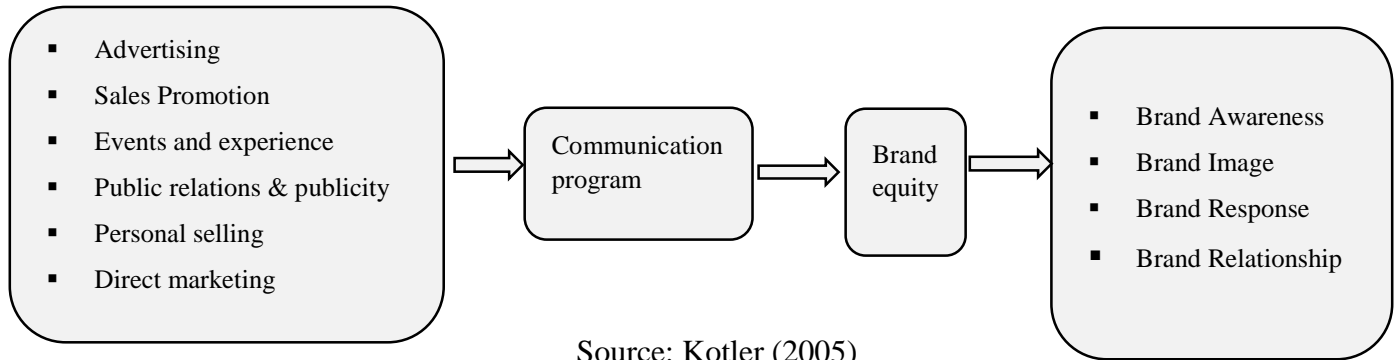 ▪ Advertising
▪ Sales Promotion
▪ Events and experience
▪ Public relations & publicity
▪ Personal selling
▪ Direct marketing
Communication
program
Brand
equity
▪ Brand Awareness
▪ Brand Image
▪ Brand Response
▪ Brand Relationship
Source: Kotler (2005)